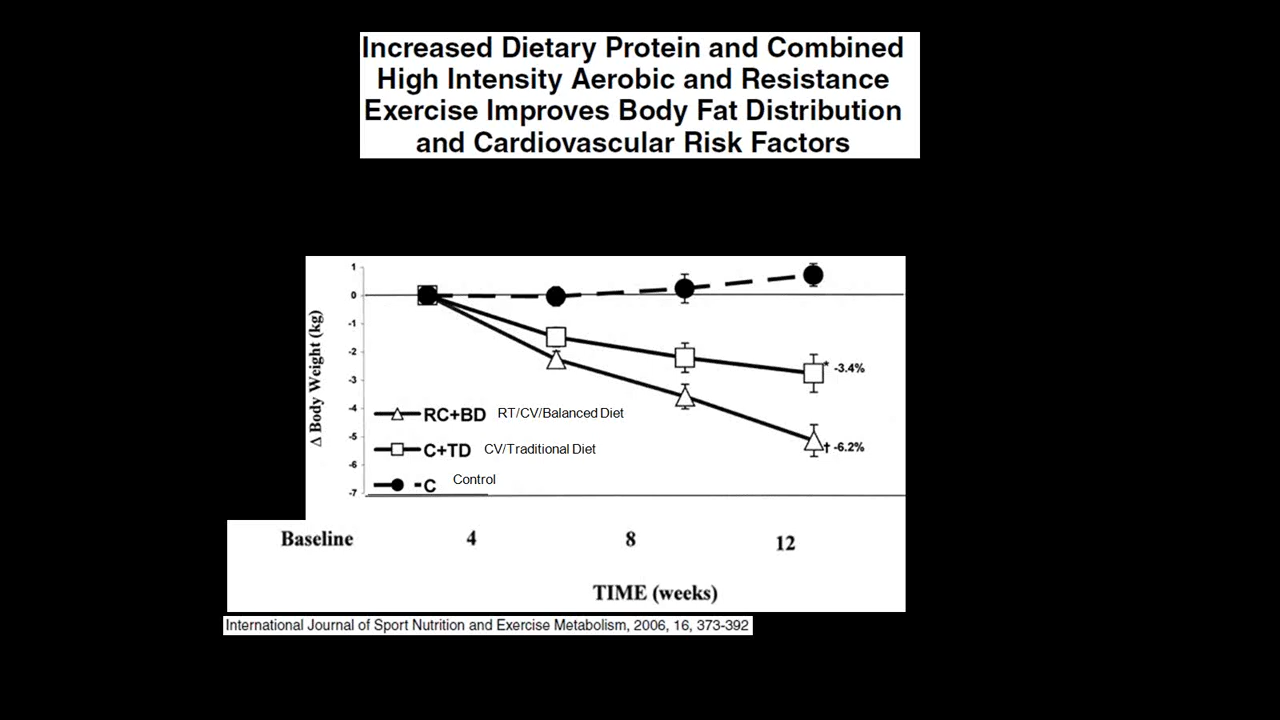 Increased Dietary Protein and Combined
High Intensity Aerobic and Resistance
Exercise Improves Body Fat Distribution
and Cardiovascular Risk Factors
Δ Body Weight (kg)
1
0
-1
-2
-3
-4
-5
-6
-7
* -3.4%
† -6.2%
RC+BD RT/CV/Balanced Diet
C+TD CV/Traditional Diet
C Control
Baseline 4 8 12
TIME (weeks)
International Journal of Sport Nutrition and Exercise Metabolism, 2006, 16, 373-392